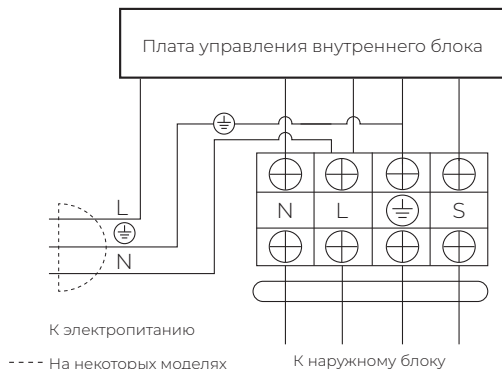 Плата управления внутреннего блока
L
N
N L S
К электропитанию
На некоторых моделях
К наружному блоку